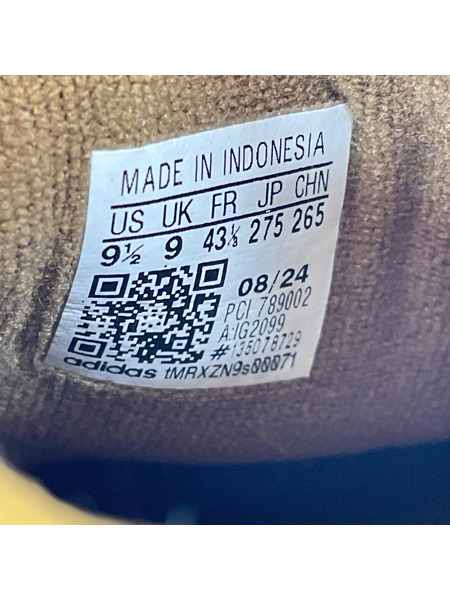 MADE IN INDONESIA
US UK FR JP CHN
9½ 9 43⅓ 275 265
08/24
PCI 789002
A:IG2099
#135078729
adidas tMRXZN9s00071